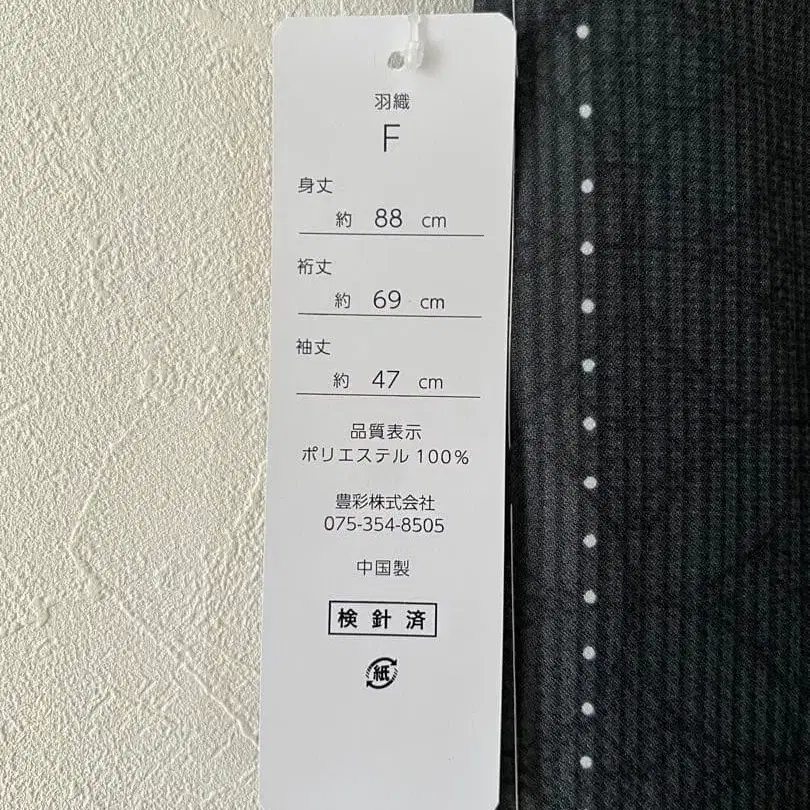 羽織
F
身丈
約 88 cm
裄丈
約 69 cm
袖丈
約 47 cm
品質表示
ポリエステル 100%
豊彩株式会社
075-354-8505
中国製
検針済
紙